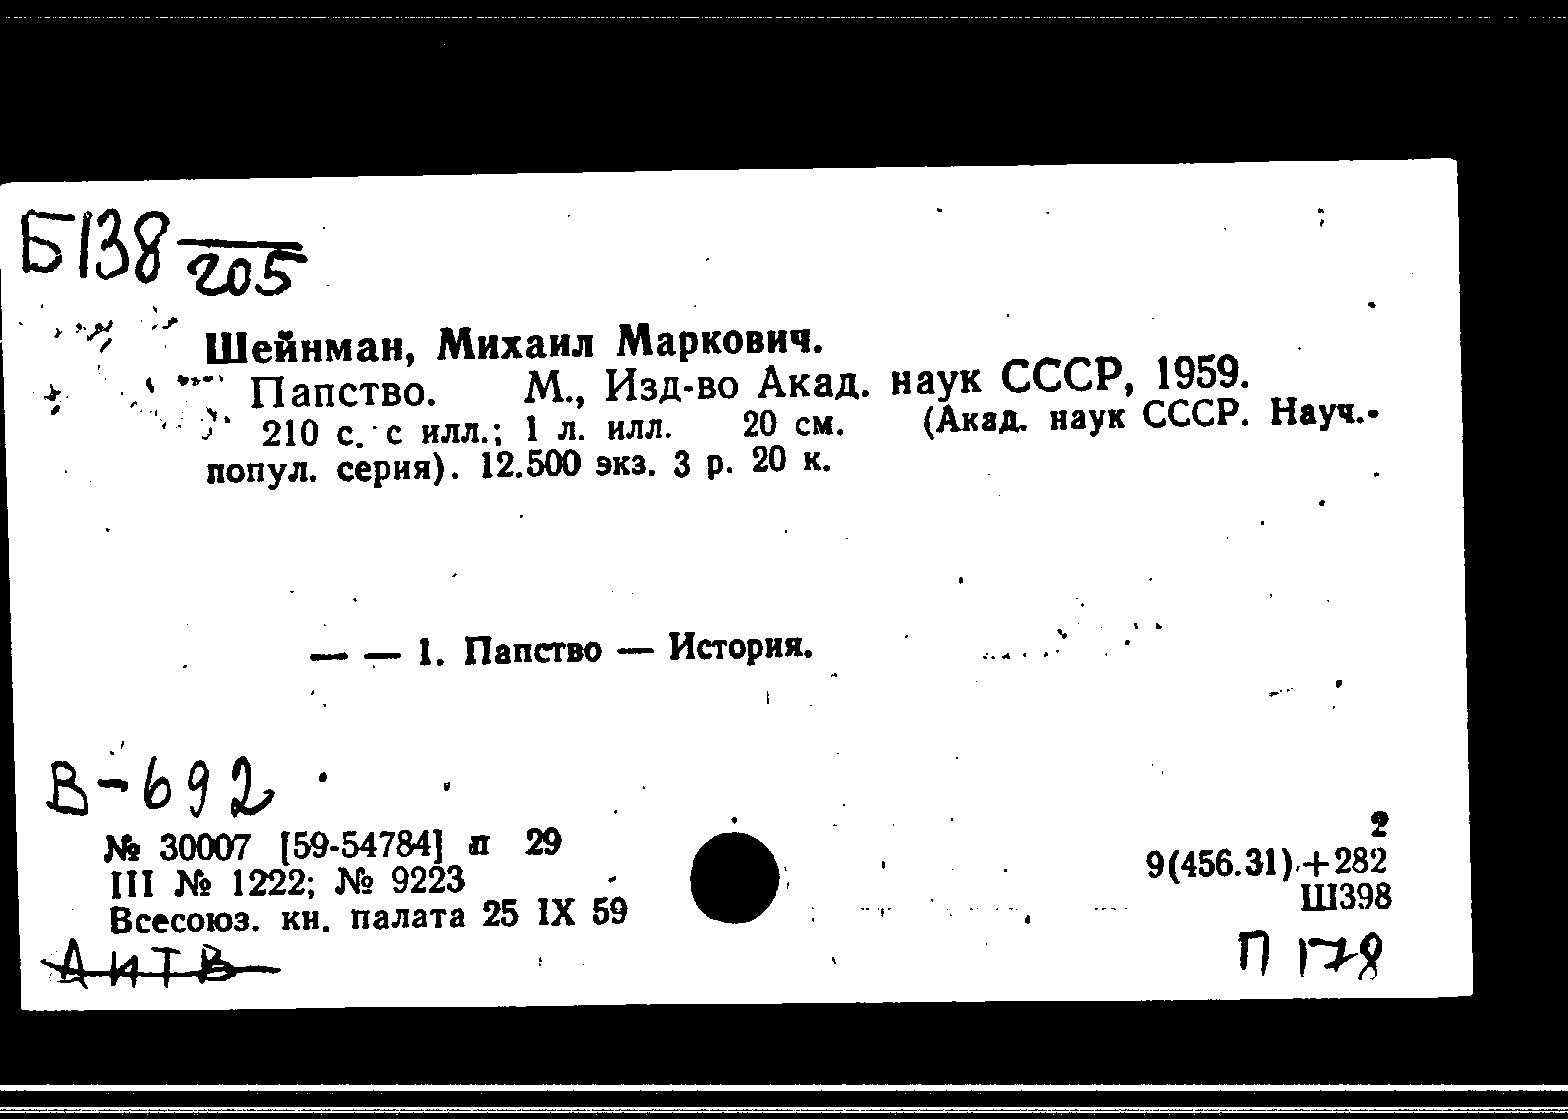 Б138
205
Шейнман, Михаил Маркович.
Папство. М., Изд-во Акад. наук СССР, 1959.
210 с. с илл.; 1 л. илл. 20 см. (Акад. наук СССР. Науч.-
попул. серия). 12.500 экз. 3 р. 20 к.
— — 1. Папство — История.
В-692
№ 30007 [59-54784] п 29
III № 1222; № 9223
Всесоюз. кн. палата 25 IX 59
2
9(456.31)+282
Ш398
АИТВ
П 178